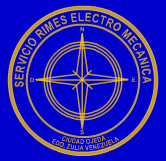 SERVICIO RIMES ELECTRO MECANICA
N
O E
S
CIUDAD OJEDA
EDO. ZULIA VENEZUELA